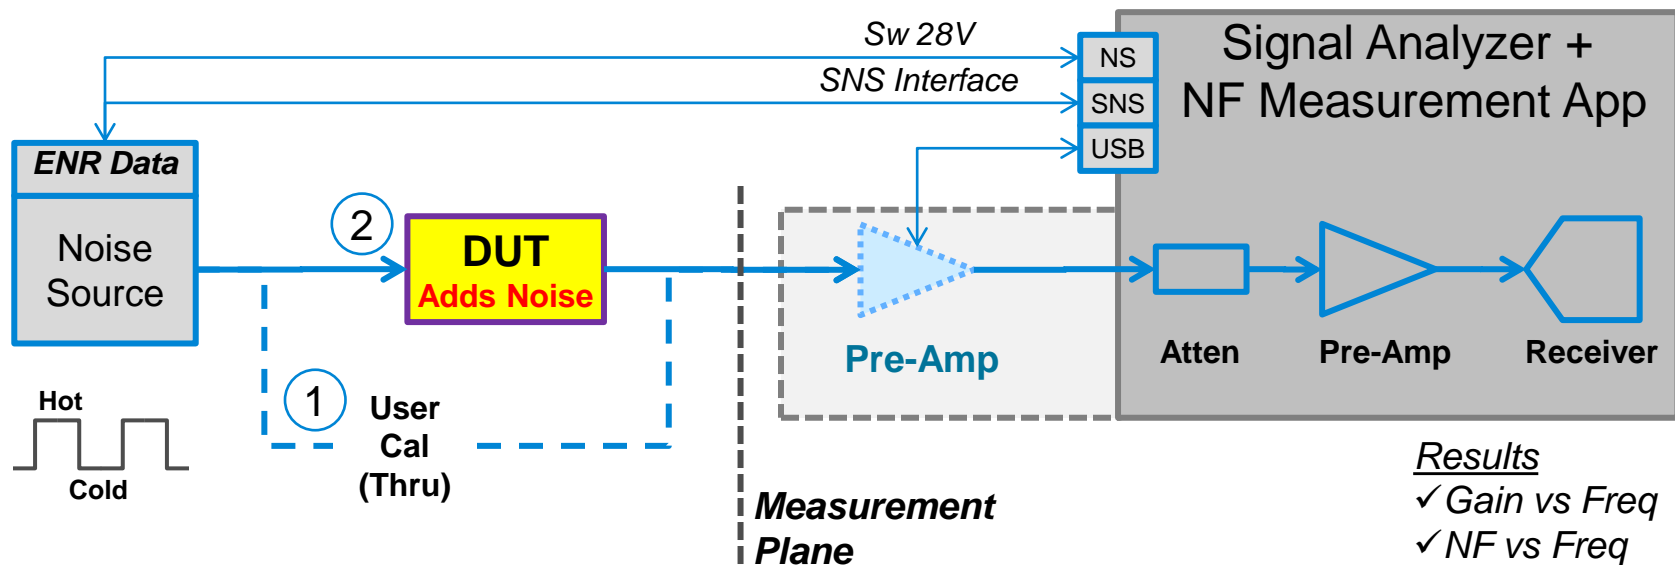 Sw 28V
SNS Interface
NS
SNS
USB
Signal Analyzer +
NF Measurement App
ENR Data
Noise
Source
2
DUT
Adds Noise
Pre-Amp
Atten
Pre-Amp
Receiver
1
User
Cal
(Thru)
Hot
Cold
Measurement
Plane
Results
✓Gain vs Freq
✓NF vs Freq